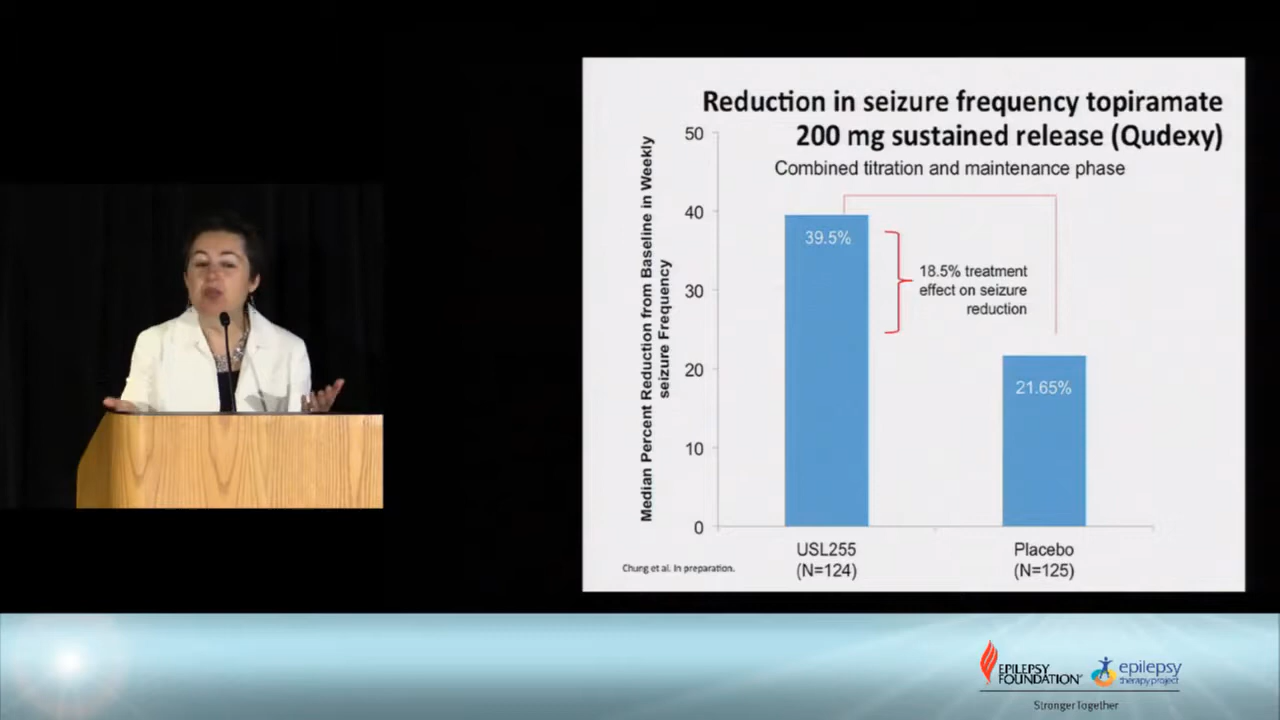 Reduction in seizure frequency topiramate
200 mg sustained release (Qudexy)
Combined titration and maintenance phase
Median Percent Reduction from Baseline in Weekly
seizure Frequency
50
40
30
20
10
0
39.5%
18.5% treatment
effect on seizure
reduction
21.65%
USL255
(N=124)
Placebo
(N=125)
Chung et al. In preparation.
EPILEPSY
FOUNDATION
epilepsy
therapy project
Stronger Together